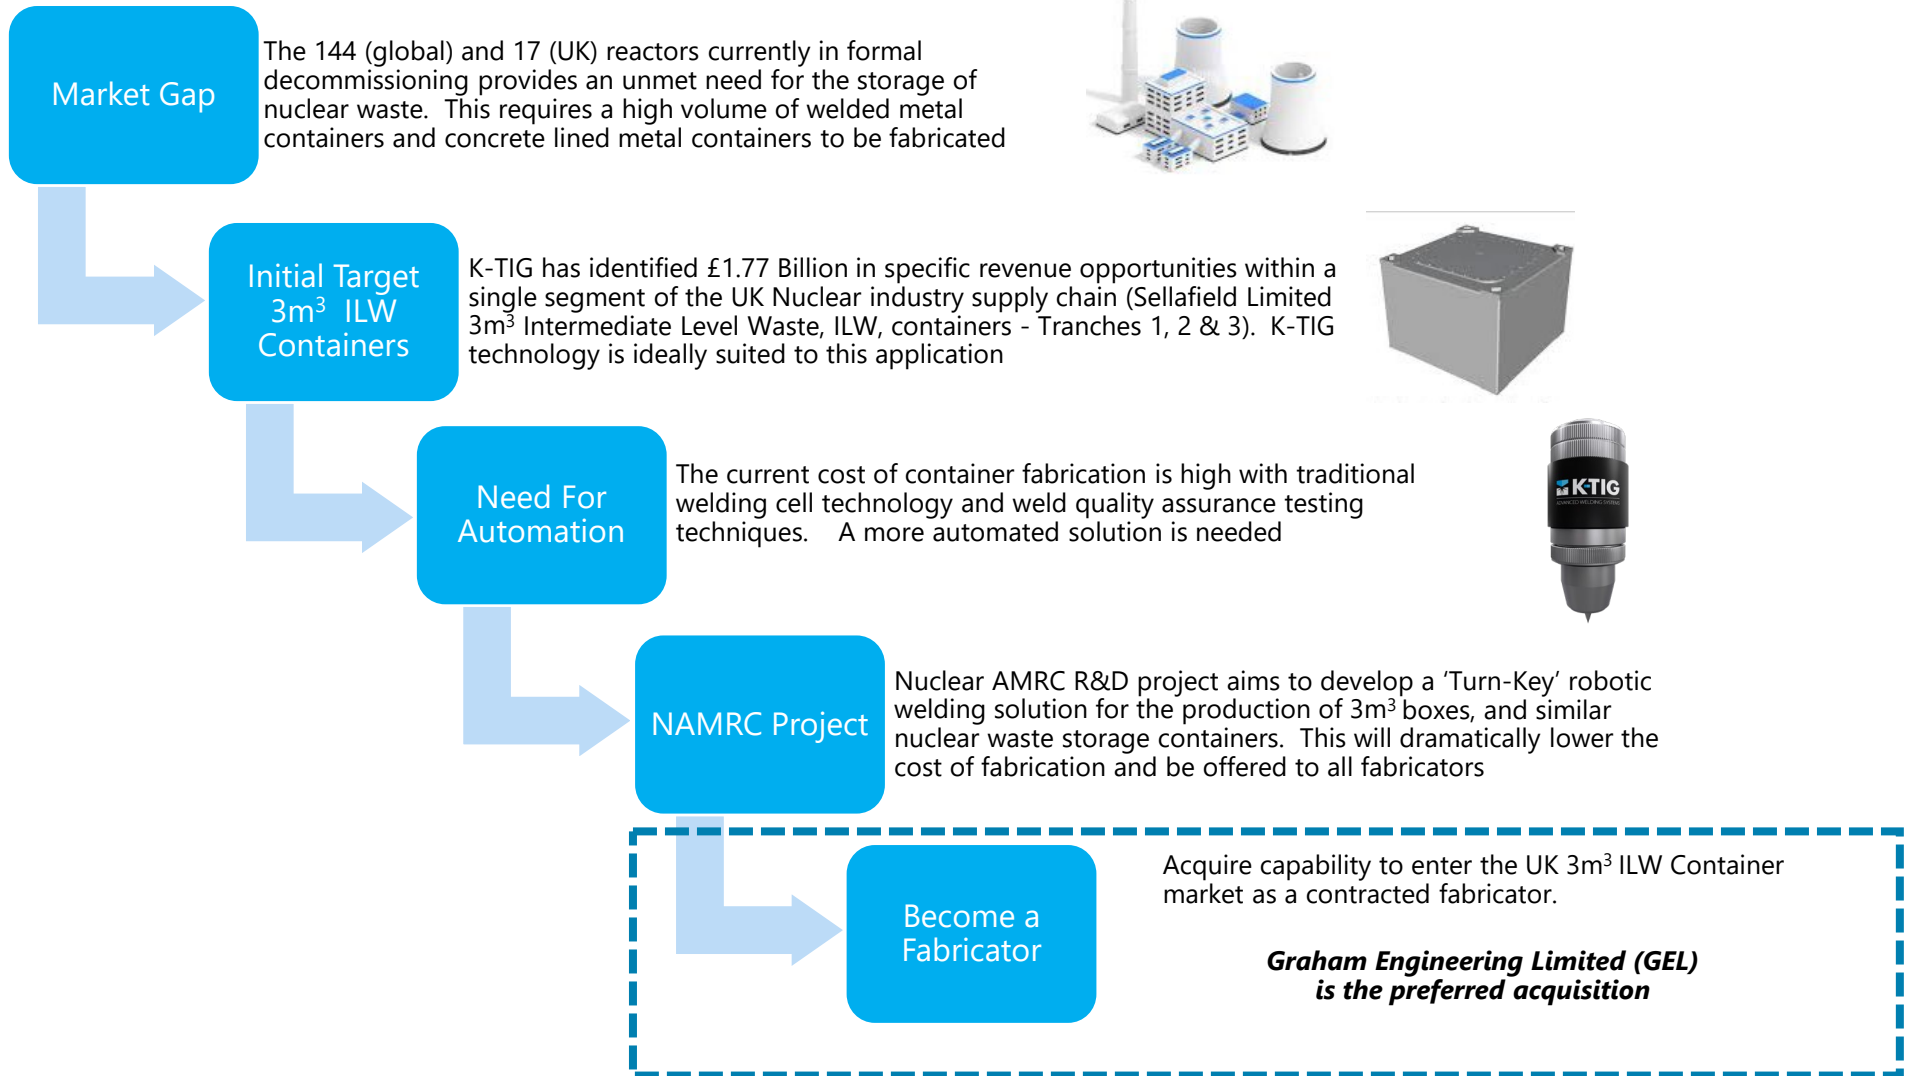 Market Gap
The 144 (global) and 17 (UK) reactors currently in formal
decommissioning provides an unmet need for the storage of
nuclear waste.  This requires a high volume of welded metal
containers and concrete lined metal containers to be fabricated
Initial Target
3m³ ILW
Containers
K-TIG has identified £1.77 Billion in specific revenue opportunities within a
single segment of the UK Nuclear industry supply chain (Sellafield Limited
3m³ Intermediate Level Waste, ILW, containers - Tranches 1, 2 & 3).  K-TIG
technology is ideally suited to this application
Need For
Automation
The current cost of container fabrication is high with traditional
welding cell technology and weld quality assurance testing
techniques.    A more automated solution is needed
K-TIG
ADVANCED WELDING SYSTEMS
NAMRC Project
Nuclear AMRC R&D project aims to develop a ‘Turn-Key’ robotic
welding solution for the production of 3m³ boxes, and similar
nuclear waste storage containers.  This will dramatically lower the
cost of fabrication and be offered to all fabricators
Become a
Fabricator
Acquire capability to enter the UK 3m³ ILW Container
market as a contracted fabricator.
Graham Engineering Limited (GEL)
is the preferred acquisition